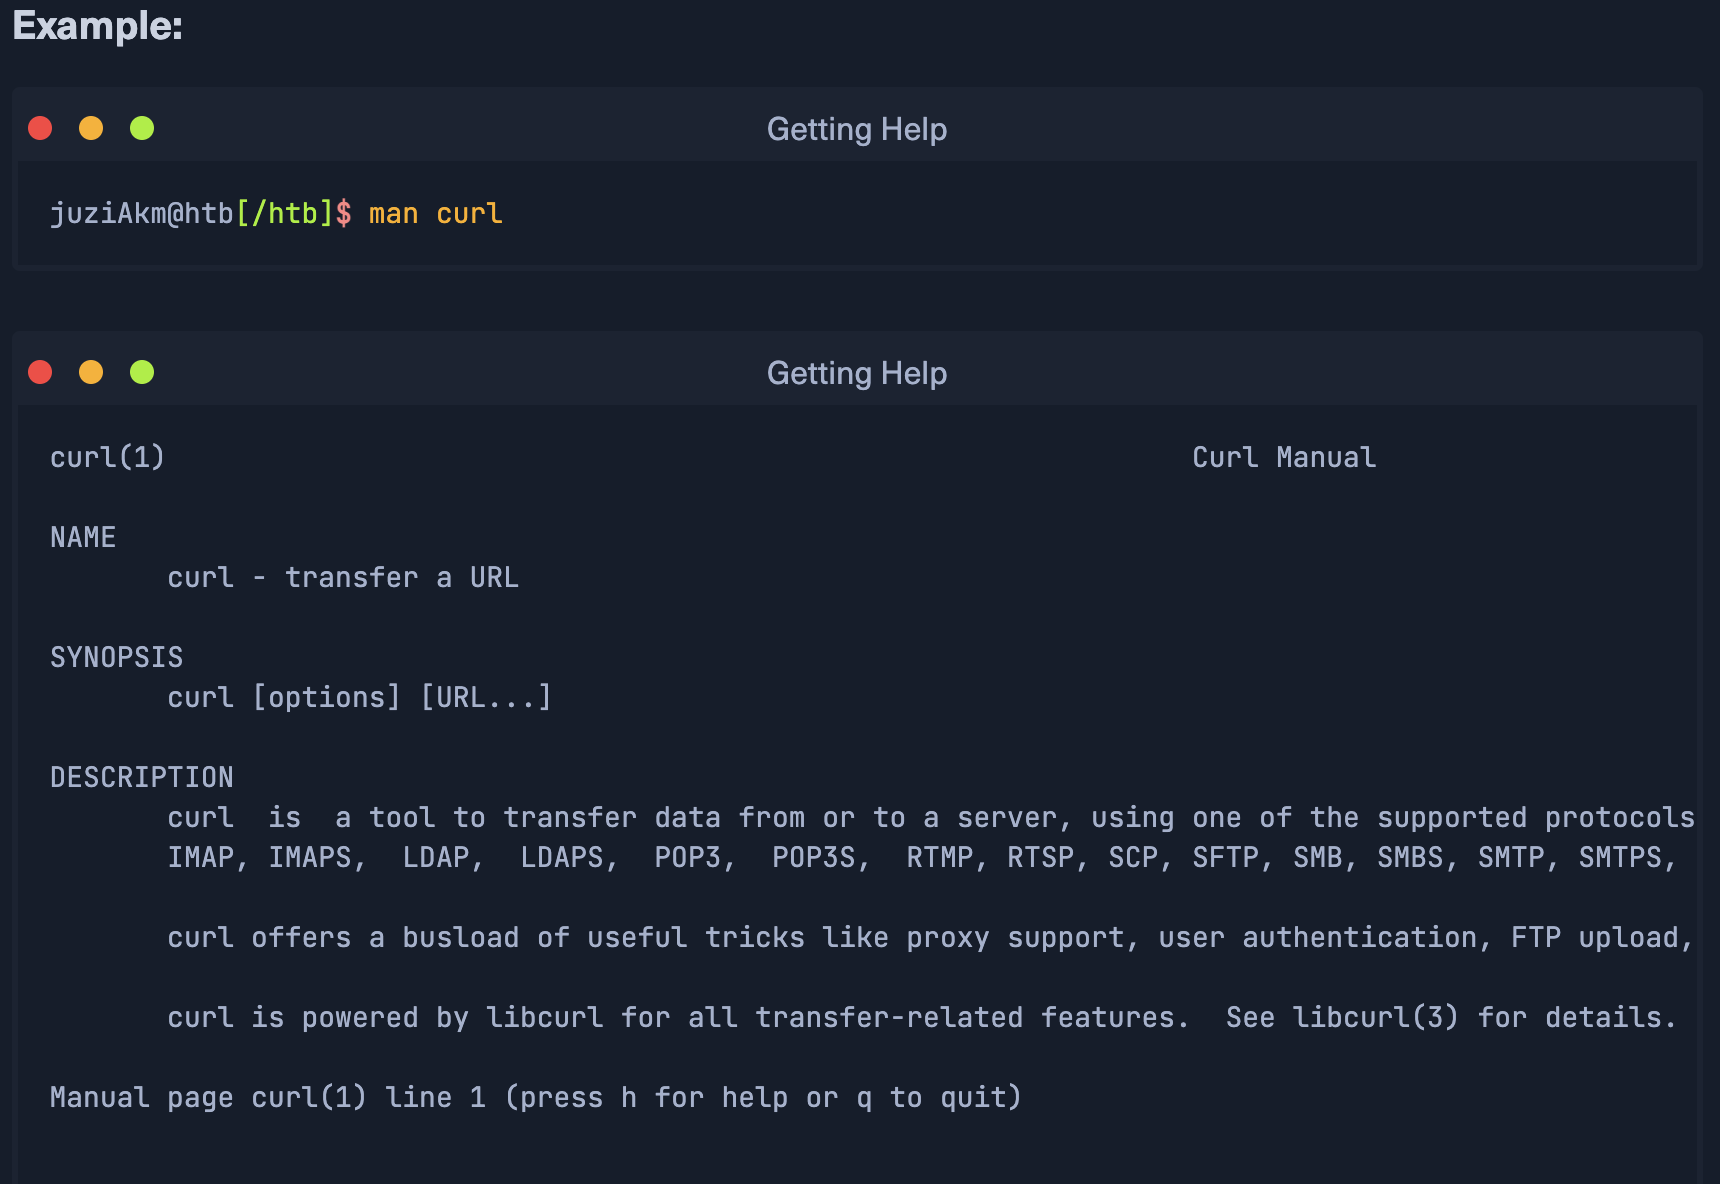 Example:
Getting Help
juziAkm@htb[/htb]$ man curl
Getting Help
curl(1)                                                             Curl Manual
NAME
       curl - transfer a URL
SYNOPSIS
       curl [options] [URL...]
DESCRIPTION
       curl  is  a tool to transfer data from or to a server, using one of the supported protocols
       IMAP, IMAPS,  LDAP,  LDAPS,  POP3,  POP3S,  RTMP, RTSP, SCP, SFTP, SMB, SMBS, SMTP, SMTPS,
       curl offers a busload of useful tricks like proxy support, user authentication, FTP upload,
       curl is powered by libcurl for all transfer-related features.  See libcurl(3) for details.
Manual page curl(1) line 1 (press h for help or q to quit)